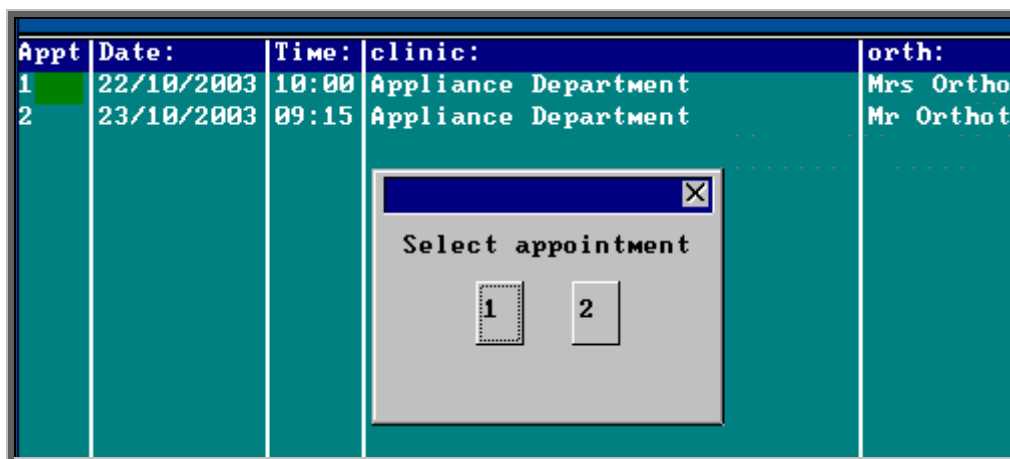 Appt Date: Time: clinic: orth:
1 22/10/2003 10:00 Appliance Department Mrs Ortho
2 23/10/2003 09:15 Appliance Department Mr Orthot
Select appointment
1 2